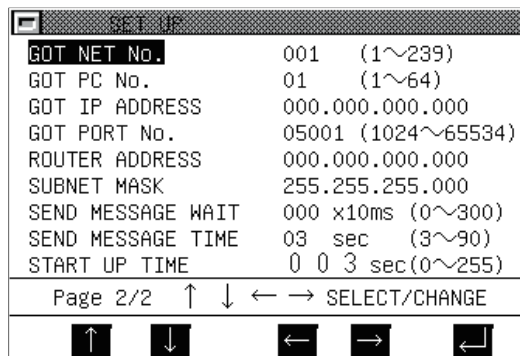 SET UP
GOT NET No. 001 (1～239)
GOT PC No. 01 (1～64)
GOT IP ADDRESS 000.000.000.000
GOT PORT No. 05001 (1024～65534)
ROUTER ADDRESS 000.000.000.000
SUBNET MASK 255.255.255.000
SEND MESSAGE WAIT 000 x10ms (0～300)
SEND MESSAGE TIME 03 sec (3～90)
START UP TIME 0 0 3 sec(0～255)
Page 2/2 ↑ ↓ ← → SELECT/CHANGE
↑ ↓ ← → ↵